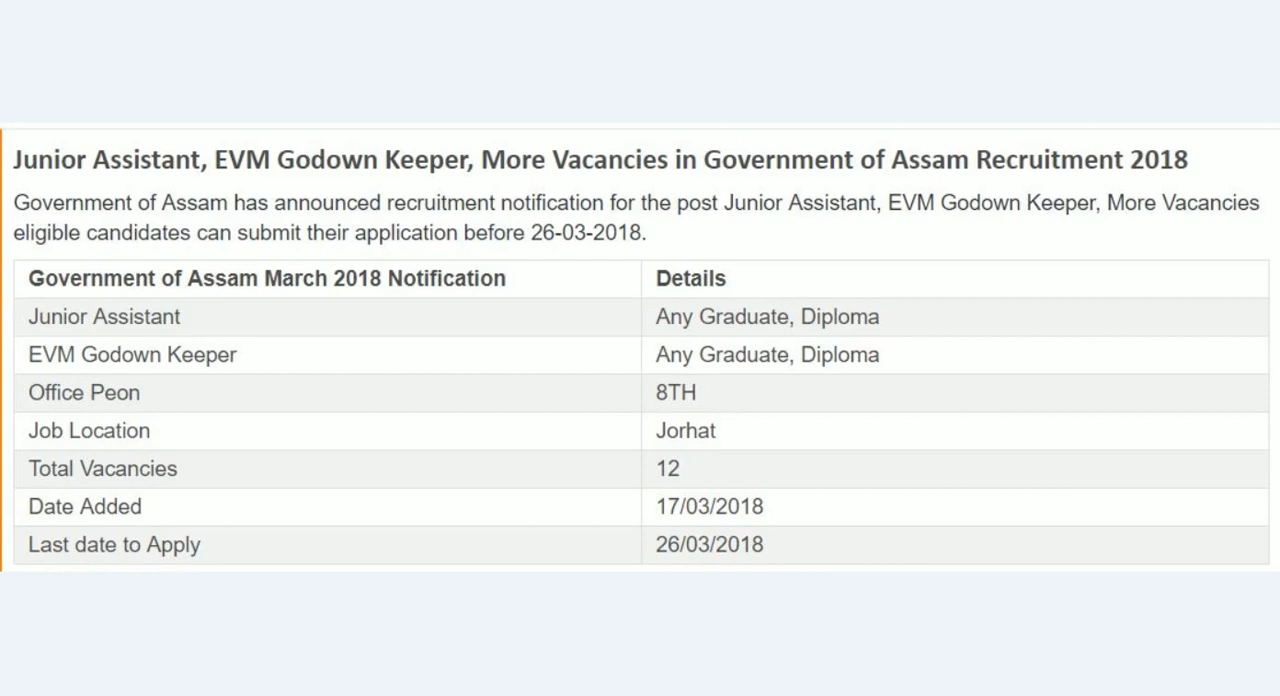 Junior Assistant, EVM Godown Keeper, More Vacancies in Government of Assam Recruitment 2018
Government of Assam has announced recruitment notification for the post Junior Assistant, EVM Godown Keeper, More Vacancies
eligible candidates can submit their application before 26-03-2018.
Government of Assam March 2018 Notification Details
Junior Assistant Any Graduate, Diploma
EVM Godown Keeper Any Graduate, Diploma
Office Peon 8TH
Job Location Jorhat
Total Vacancies 12
Date Added 17/03/2018
Last date to Apply 26/03/2018